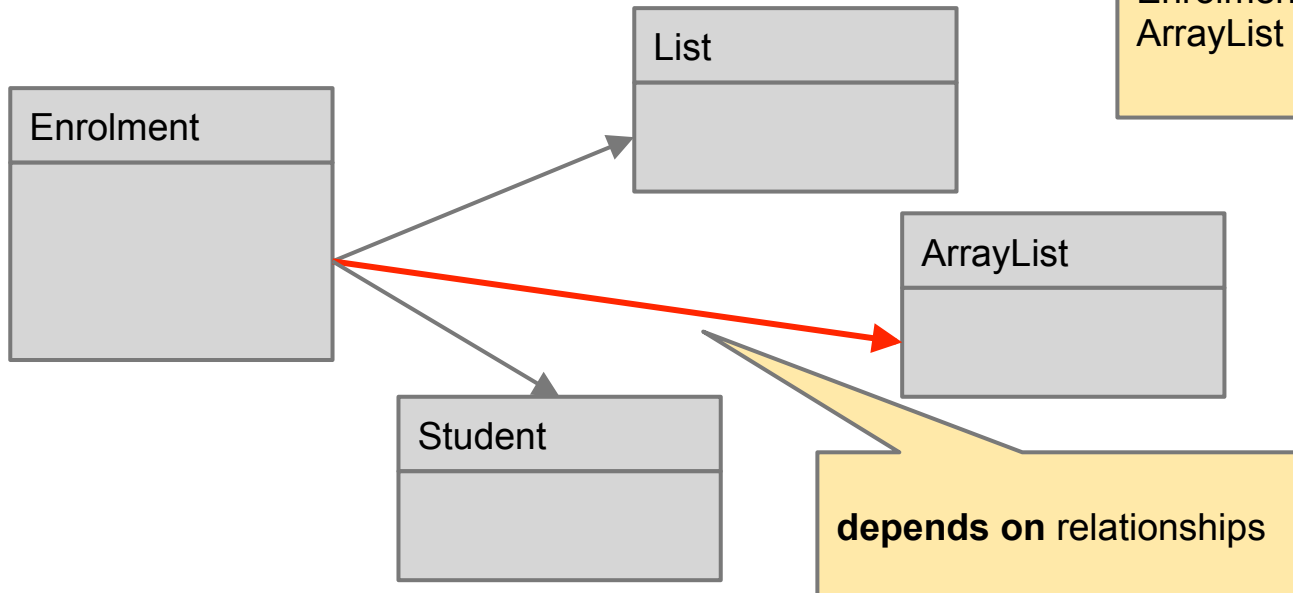 List
ArrayList
Enrolment
ArrayList
Student
depends on relationships